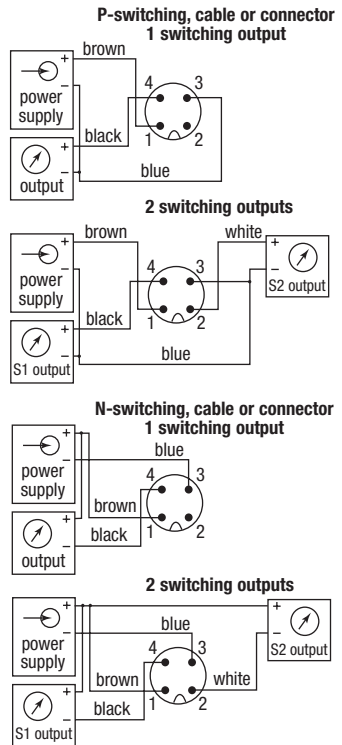 P-switching, cable or connector
1 switching output
brown
+
−
power
supply
4
3
1
2
black
+
−
output
blue
2 switching outputs
brown
white
+
−
power
supply
4
3
1
2
+
−
S2 output
black
+
−
S1 output
blue
N-switching, cable or connector
1 switching output
+
−
power
supply
blue
4
3
1
2
brown
+
−
output
black
2 switching outputs
+
−
power
supply
blue
4
3
1
2
+
−
S2 output
brown
white
+
−
S1 output
black